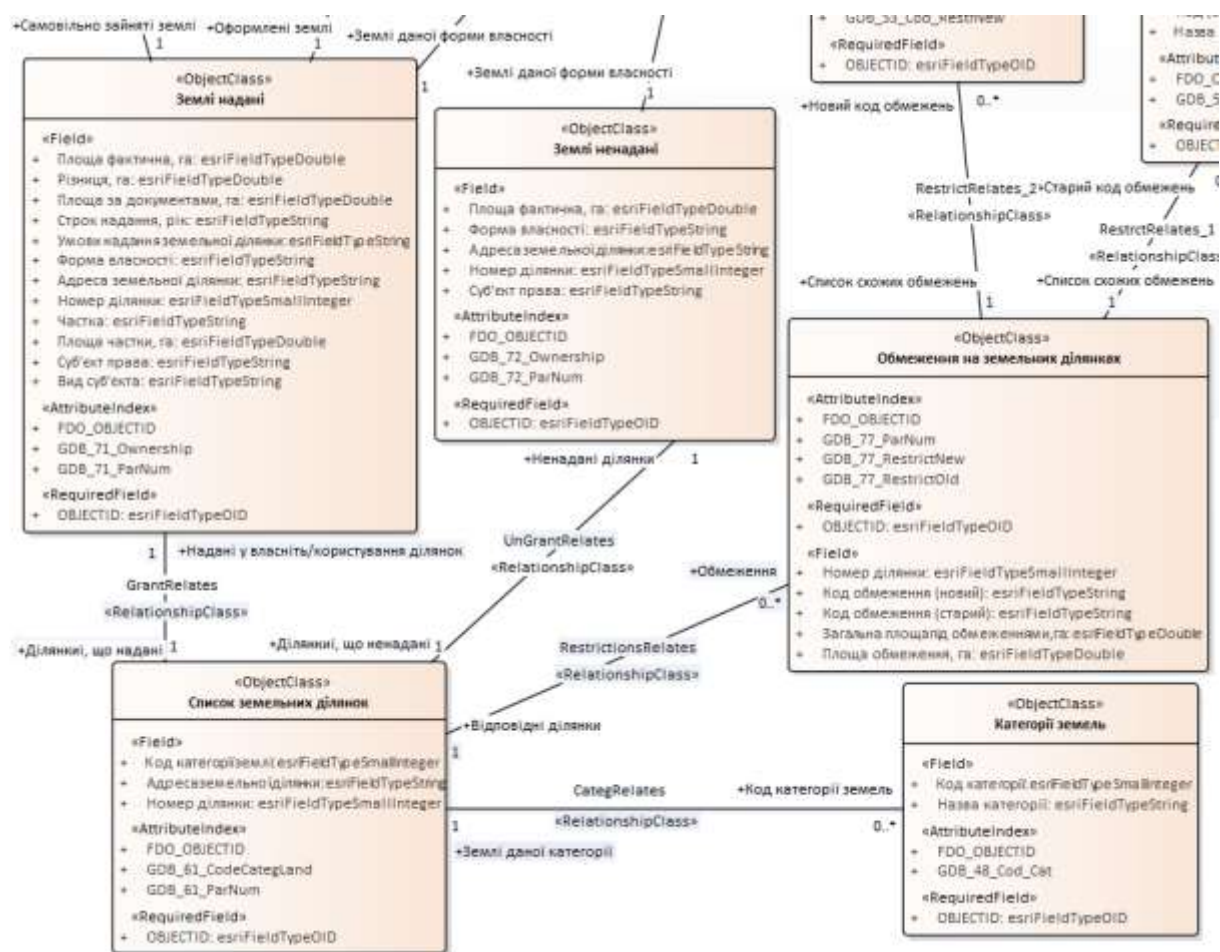 +Самовільно зайняті землі
+Оформлені землі
1
1
+Землі даної форми власності
1
«ObjectClass»
Землі надані
«Field»
+ Площа фактична, га: esriFieldTypeDouble
+ Різниця, га: esriFieldTypeDouble
+ Площа за документами, га: esriFieldTypeDouble
+ Строк надання, рік: esriFieldTypeString
+ Умови надання земельної ділянки: esriFieldTypeString
+ Форма власності: esriFieldTypeString
+ Адреса земельної ділянки: esriFieldTypeString
+ Номер ділянки: esriFieldTypeSmallInteger
+ Частка: esriFieldTypeString
+ Площа частки, га: esriFieldTypeDouble
+ Суб'єкт права: esriFieldTypeString
+ Вид суб'єкта: esriFieldTypeString
«AttributeIndex»
+ FDO_OBJECTID
+ GDB_71_Ownership
+ GDB_71_ParNum
«RequiredField»
+ OBJECTID: esriFieldTypeOID
+Землі даної форми власності
1
«ObjectClass»
Землі ненадані
«Field»
+ Площа фактична, га: esriFieldTypeDouble
+ Форма власності: esriFieldTypeString
+ Адреса земельної ділянки: esriFieldTypeString
+ Номер ділянки: esriFieldTypeSmallInteger
+ Суб'єкт права: esriFieldTypeString
«AttributeIndex»
+ FDO_OBJECTID
+ GDB_72_Ownership
+ GDB_72_ParNum
«RequiredField»
+ OBJECTID: esriFieldTypeOID
+ GDB_53_Cod_RestrNew
«RequiredField»
+ OBJECTID: esriFieldTypeOID
+Новий код обмежень
0..*
+ Назва
«Attribut
+ FDO_O
+ GDB_5
«Require
+ OBJECT
RestrictRelates_2
+Старий код обмежень
«RelationshipClass»
RestrctRelates_1
«RelationshipClass
+Список схожих обмежень
+Список схожих обмежень
1
1
«ObjectClass»
Обмеження на земельних ділянках
«AttributeIndex»
+ FDO_OBJECTID
+ GDB_77_ParNum
+ GDB_77_RestrictNew
+ GDB_77_RestrictOld
«RequiredField»
+ OBJECTID: esriFieldTypeOID
«Field»
+ Номер ділянки: esriFieldTypeSmallInteger
+ Код обмеження (новий): esriFieldTypeString
+ Код обмеження (старий): esriFieldTypeString
+ Загальна площа під обмеженнями, га: esriFieldTypeDouble
+ Площа обмеження, га: esriFieldTypeDouble
1
+Надані у власніть/користування ділянок
GrantRelates
«RelationshipClass»
+Ділянкиі, що надані
1
+Ненадані ділянки
1
UnGrantRelates
«RelationshipClass»
+Ділянкиі, що ненадані
1
+Обмеження
0..*
RestrictionsRelates
«RelationshipClass»
+Відповідні ділянки
1
«ObjectClass»
Список земельних ділянок
«Field»
+ Код категорії землі: esriFieldTypeSmallInteger
+ Адреса земельної ділянки: esriFieldTypeString
+ Номер ділянки: esriFieldTypeSmallInteger
«AttributeIndex»
+ FDO_OBJECTID
+ GDB_61_CodeCategLand
+ GDB_61_ParNum
«RequiredField»
+ OBJECTID: esriFieldTypeOID
CategRelates
+Код категорії земель
1
«RelationshipClass»
0..*
+Землі даної категорії
«ObjectClass»
Категорії земель
«Field»
+ Код категорії: esriFieldTypeSmallInteger
+ Назва категорії: esriFieldTypeString
«AttributeIndex»
+ FDO_OBJECTID
+ GDB_48_Cod_Cat
«RequiredField»
+ OBJECTID: esriFieldTypeOID